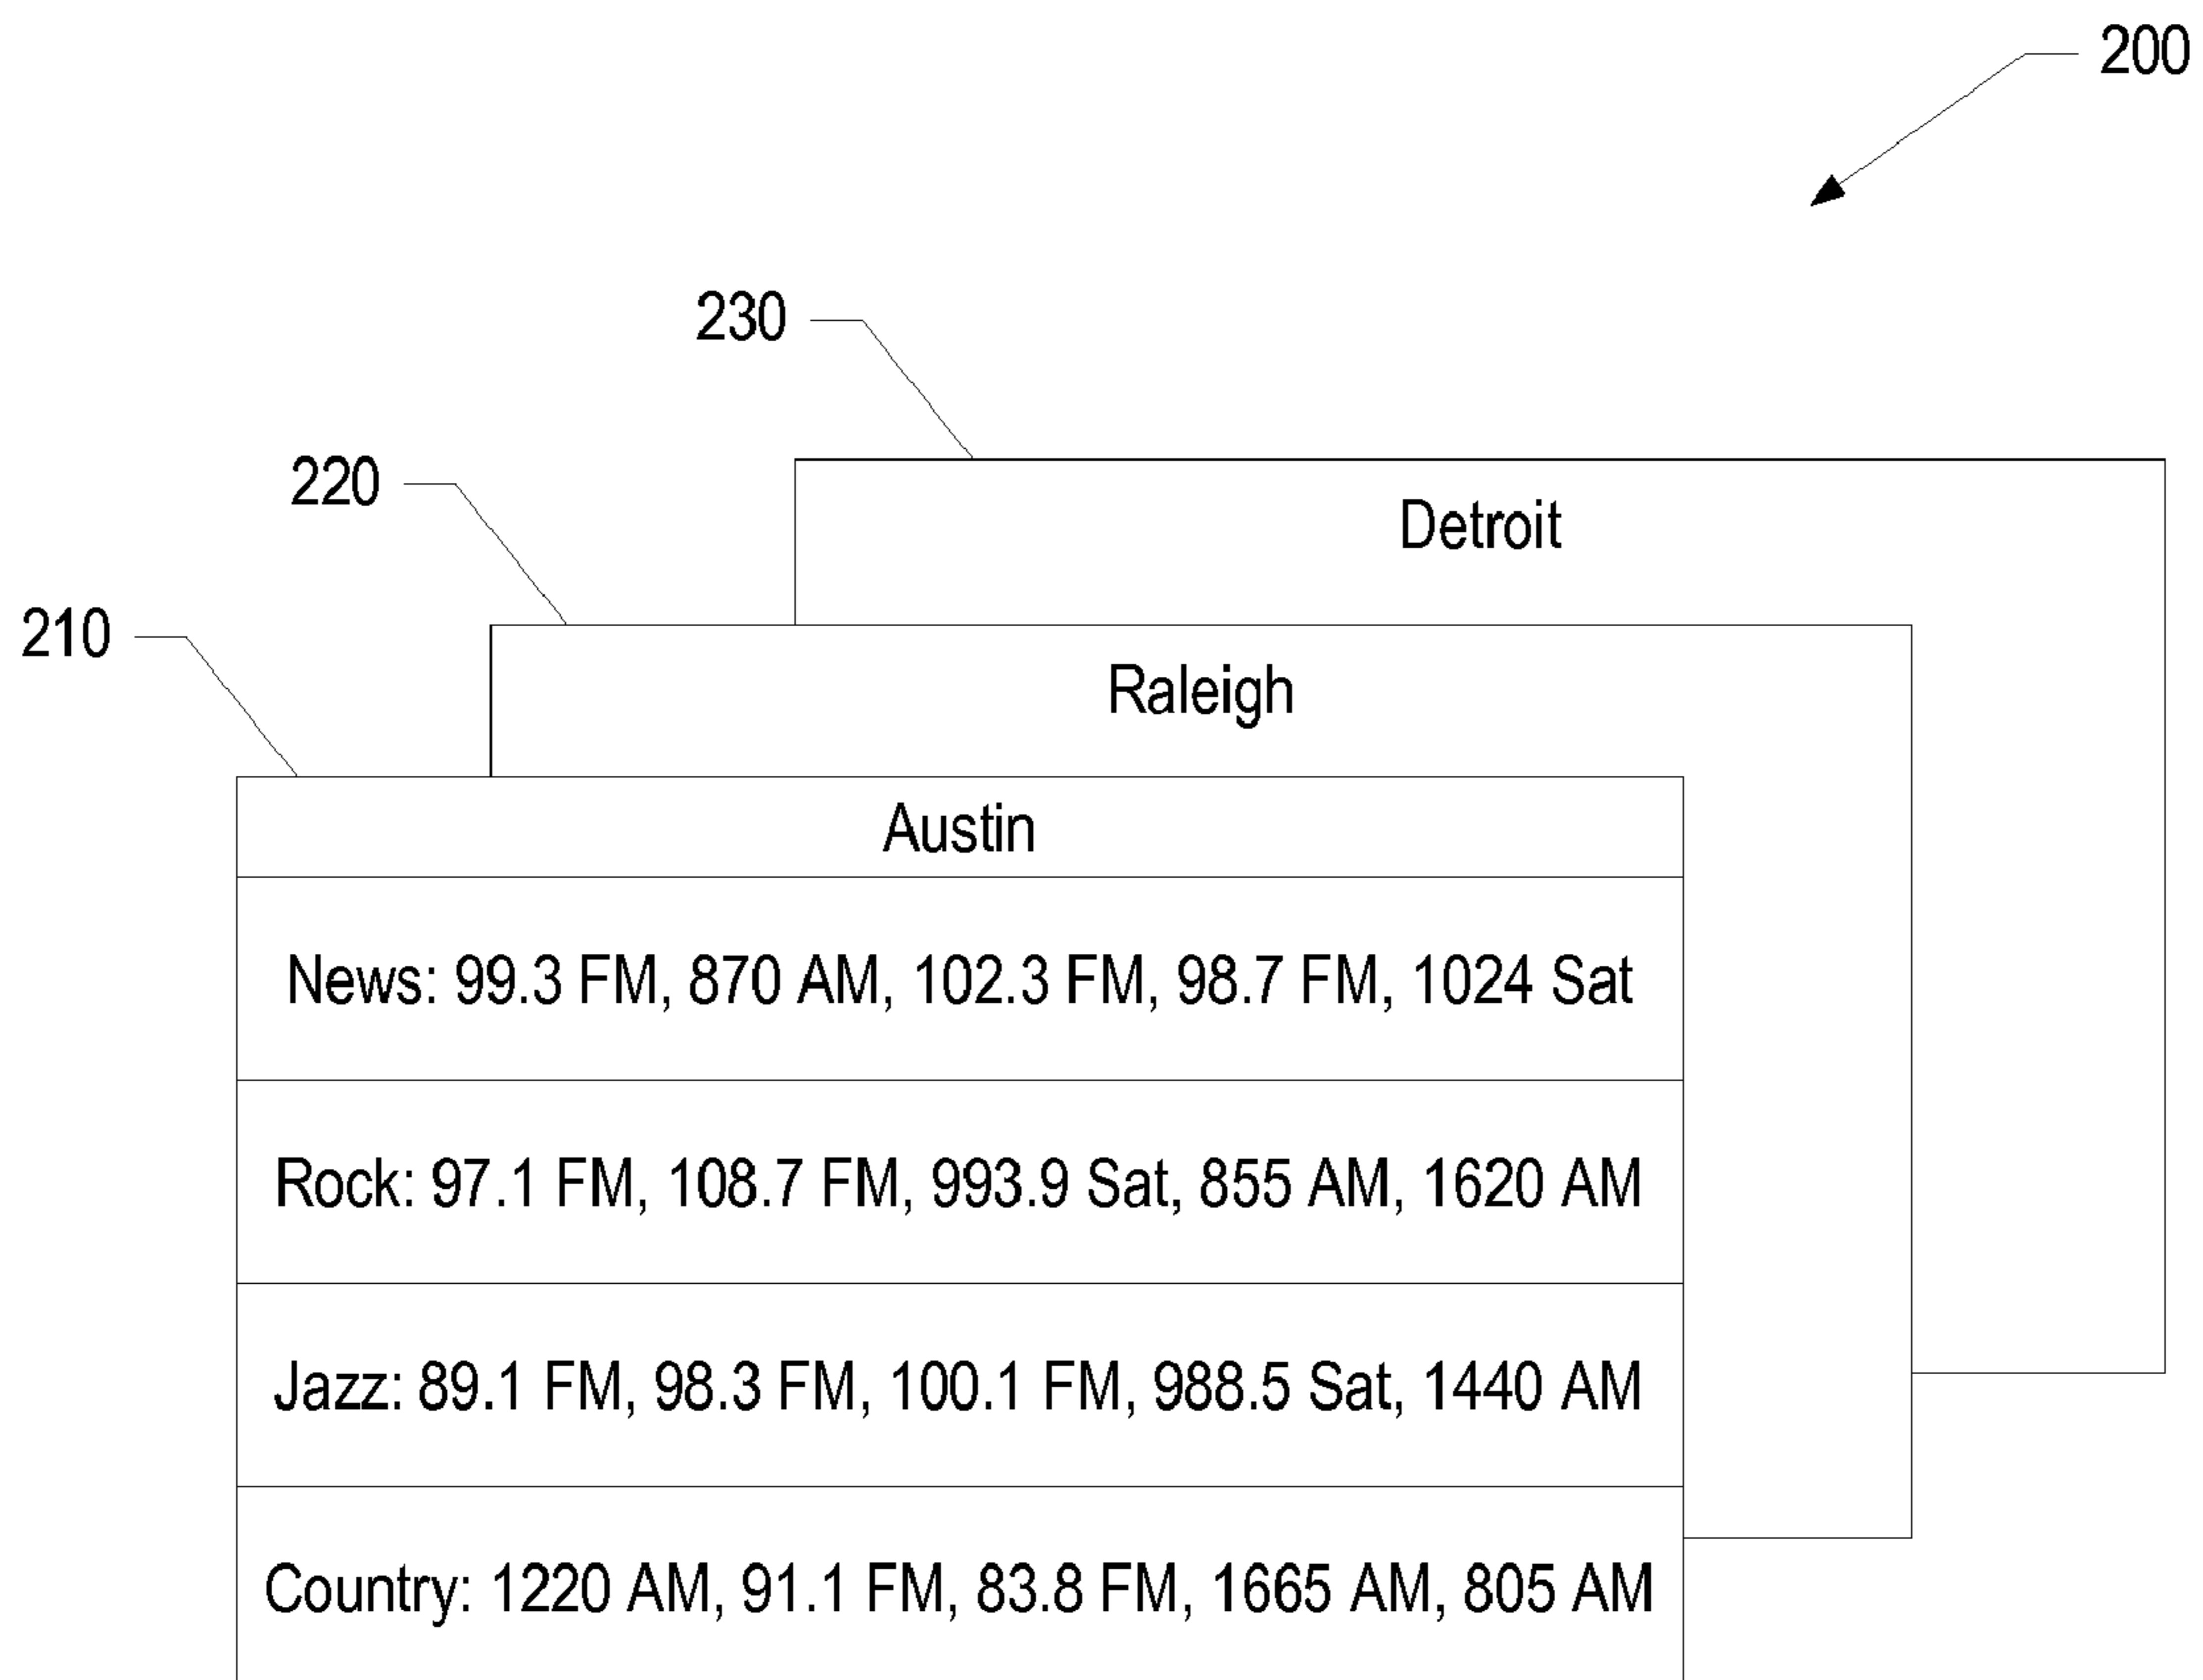 200
230
Detroit
220
Raleigh
210
Austin
News: 99.3 FM, 870 AM, 102.3 FM, 98.7 FM, 1024 Sat
Rock: 97.1 FM, 108.7 FM, 993.9 Sat, 855 AM, 1620 AM
Jazz: 89.1 FM, 98.3 FM, 100.1 FM, 988.5 Sat, 1440 AM
Country: 1220 AM, 91.1 FM, 83.8 FM, 1665 AM, 805 AM